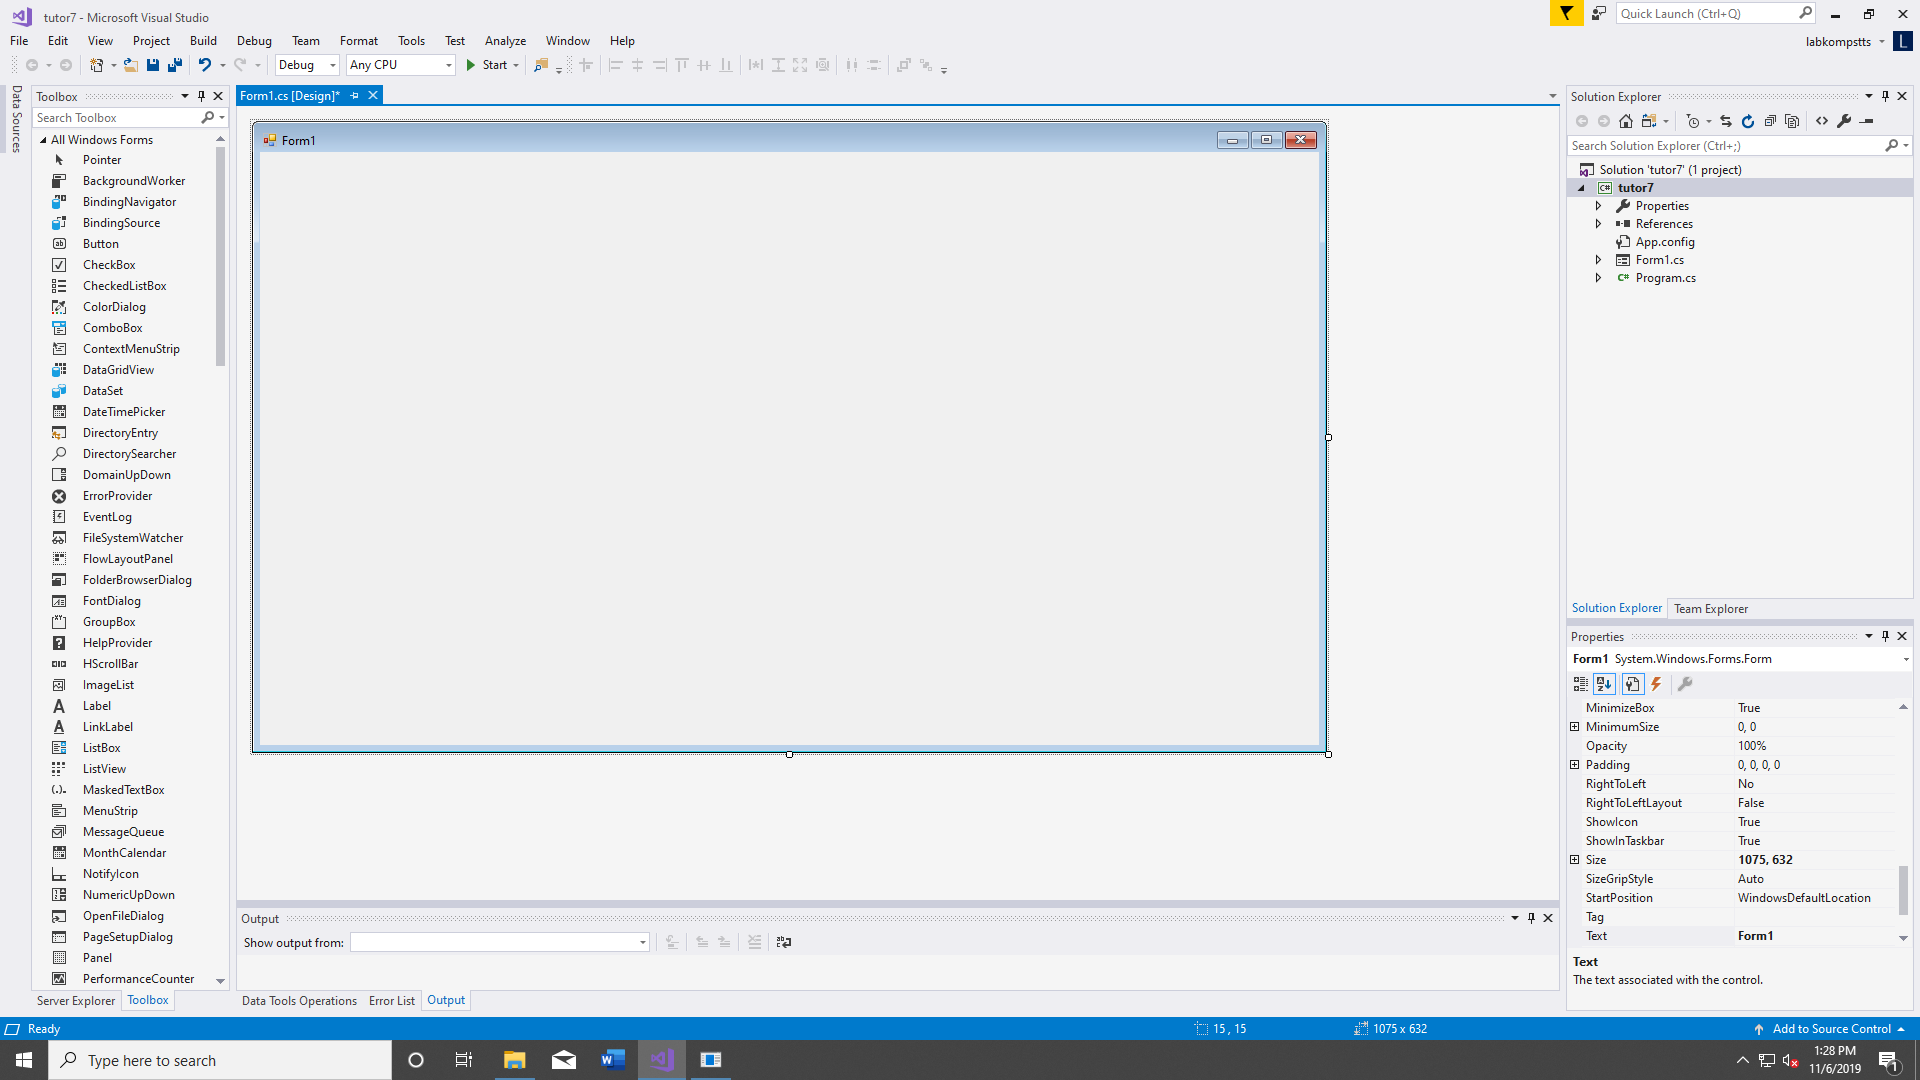 tutor7 - Microsoft Visual Studio
Quick Launch (Ctrl+Q)
File Edit View Project Build Debug Team Format Tools Test Analyze Window Help
labkompstts L
Debug Any CPU Start
Data Sources
Toolbox
Search Toolbox
All Windows Forms
Pointer
BackgroundWorker
BindingNavigator
BindingSource
Button
CheckBox
CheckedListBox
ColorDialog
ComboBox
ContextMenuStrip
DataGridView
DataSet
DateTimePicker
DirectoryEntry
DirectorySearcher
DomainUpDown
ErrorProvider
EventLog
FileSystemWatcher
FlowLayoutPanel
FolderBrowserDialog
FontDialog
GroupBox
HelpProvider
HScrollBar
ImageList
Label
LinkLabel
ListBox
ListView
MaskedTextBox
MenuStrip
MessageQueue
MonthCalendar
NotifyIcon
NumericUpDown
OpenFileDialog
PageSetupDialog
Panel
PerformanceCounter
Server Explorer Toolbox
Form1.cs [Design]*
Form1
Output
Show output from:
Data Tools Operations Error List Output
Solution Explorer
Search Solution Explorer (Ctrl+;)
Solution 'tutor7' (1 project)
C# tutor7
Properties
References
App.config
Form1.cs
C# Program.cs
Solution Explorer Team Explorer
Properties
Form1 System.Windows.Forms.Form
MinimizeBox True
MinimumSize 0, 0
Opacity 100%
Padding 0, 0, 0, 0
RightToLeft No
RightToLeftLayout False
ShowIcon True
ShowInTaskbar True
Size 1075, 632
SizeGripStyle Auto
StartPosition WindowsDefaultLocation
Tag
Text Form1
Text
The text associated with the control.
Ready 15 , 15 1075 x 632 Add to Source Control
Type here to search
1:28 PM
11/6/2019
1